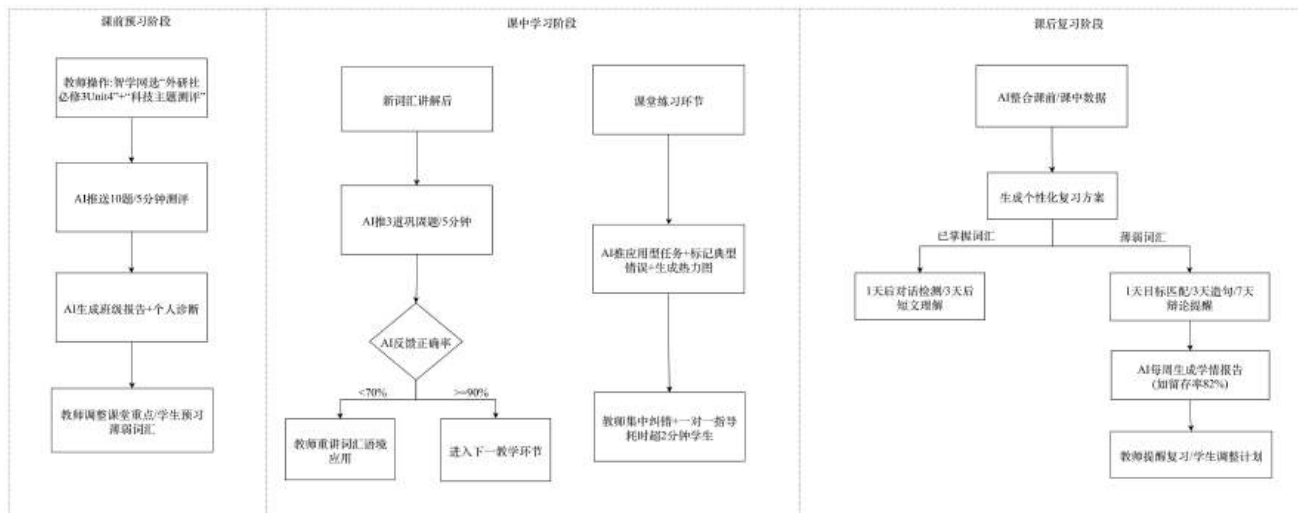 课前预习阶段
教师操作:智学网选“外研社
必修3Unit4”+“科技主题测评”
AI推送10题/5分钟测评
AI生成班级报告+个人诊断
教师调整课堂重点/学生预习
薄弱词汇
课中学习阶段
新词汇讲解后
AI推3道巩固题/5分钟
AI反馈正确率
<70%
>=90%
教师重讲词汇语境
应用
进入下一教学环节
课堂练习环节
AI推应用型任务+标记典型
错误+生成热力图
教师集中纠错+一对一指导
耗时超2分钟学生
课后复习阶段
AI整合课前/课中数据
生成个性化复习方案
已掌握词汇
薄弱词汇
1天后对话检测/3天后
短文理解
1天目标匹配/3天造句/7天
辩论提醒
AI每周生成学情报告
(如留存率82%)
教师提醒复习/学生调整计划